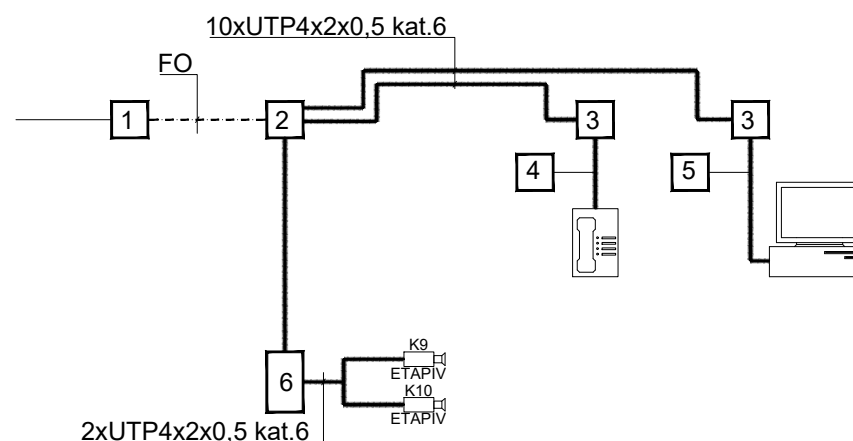 10xUTP4x2x0,5 kat.6
FO
1
2
3
3
4
5
K9
ETAPIV
6
K10
ETAPIV
2xUTP4x2x0,5 kat.6